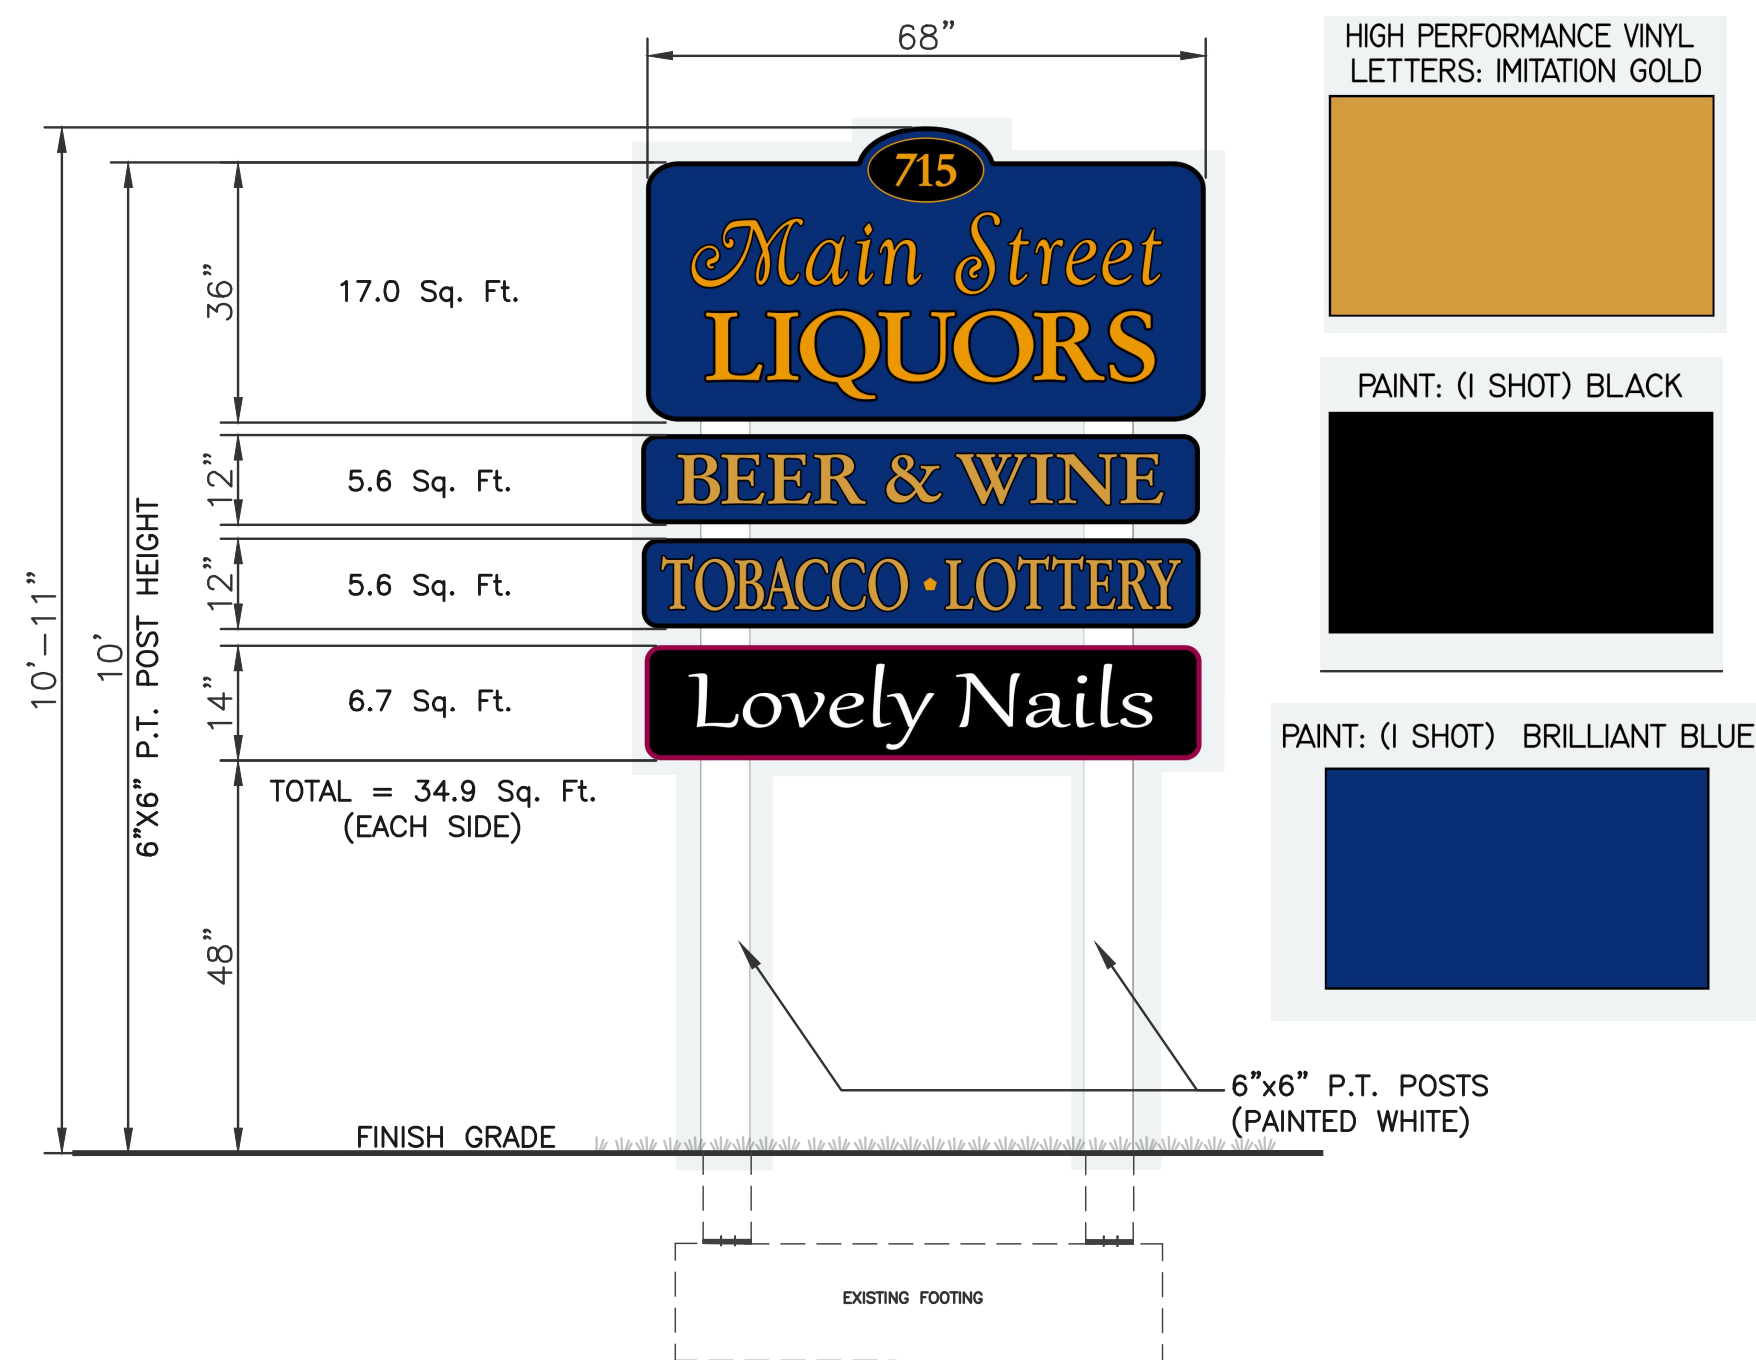 68”
HIGH PERFORMANCE VINYL
LETTERS: IMITATION GOLD
715
Main Street
LIQUORS
36”
17.0 Sq. Ft.
PAINT: (1 SHOT) BLACK
BEER & WINE
12”
5.6 Sq. Ft.
TOBACCO · LOTTERY
12”
5.6 Sq. Ft.
10’-11”
10’
6”X6” P.T. POST HEIGHT
Lovely Nails
14”
6.7 Sq. Ft.
PAINT: (1 SHOT) BRILLIANT BLUE
TOTAL = 34.9 Sq. Ft.
(EACH SIDE)
48”
6”x6” P.T. POSTS
(PAINTED WHITE)
FINISH GRADE
EXISTING FOOTING